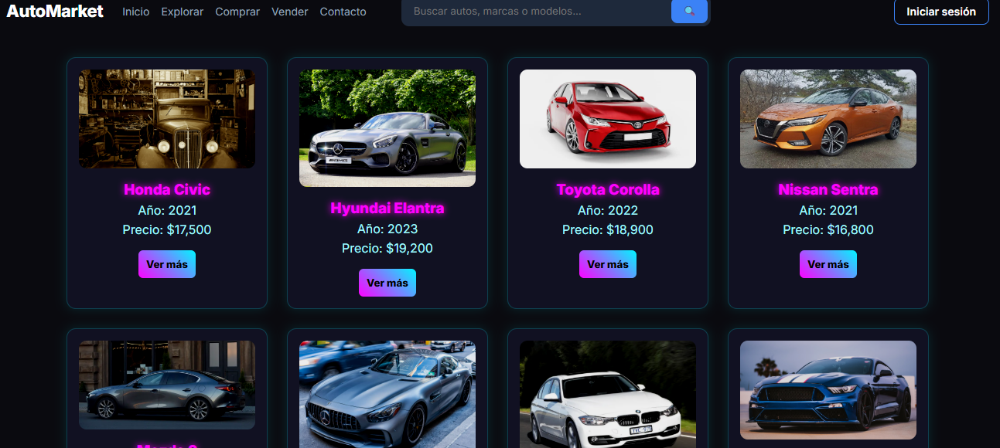 AutoMarket Inicio Explorar Comprar Vender Contacto Buscar autos, marcas o modelos... Iniciar sesión
Honda Civic
Año: 2021
Precio: $17,500
Ver más
Hyundai Elantra
Año: 2023
Precio: $19,200
Ver más
Toyota Corolla
Año: 2022
Precio: $18,900
Ver más
Nissan Sentra
Año: 2021
Precio: $16,800
Ver más